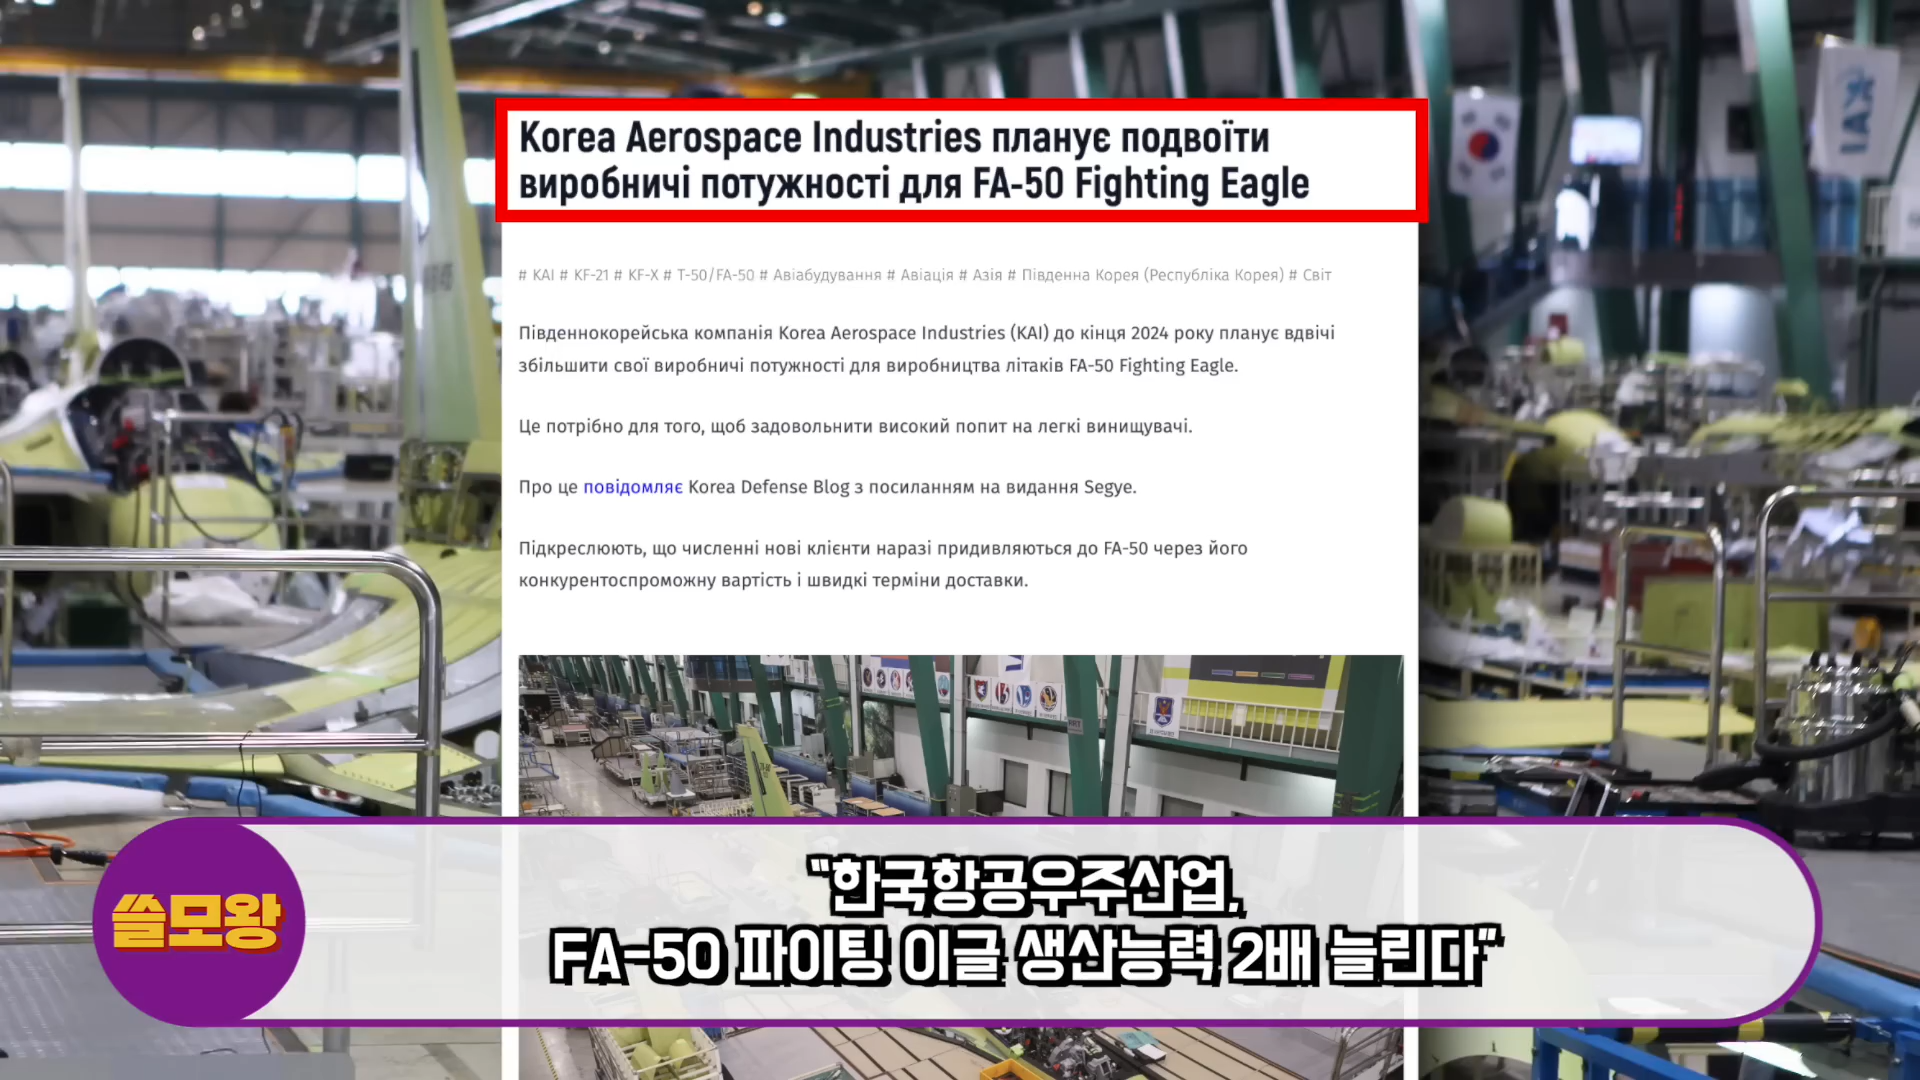 Korea Aerospace Industries планує подвоїти
виробничі потужності для FA-50 Fighting Eagle
# KAI # KF-21 # KF-X # T-50/FA-50 # Авіабудування # Авіація # Азія # Південна Корея (Республіка Корея) # Світ
Південнокорейська компанія Korea Aerospace Industries (KAI) до кінця 2024 року планує вдвічі
збільшити свої виробничі потужності для виробництва літаків FA-50 Fighting Eagle.
Це потрібно для того, щоб задовольнити високий попит на легкі винищувачі.
Про це повідомляє Korea Defense Blog з посиланням на видання Segye.
Підкреслюють, що численні нові клієнти наразі придивляються до FA-50 через його
конкурентоспроможну вартість і швидкі терміни доставки.
KAI
쓸모왕
"한국항공우주산업,
FA-50 파이팅 이글 생산능력 2배 늘린다"